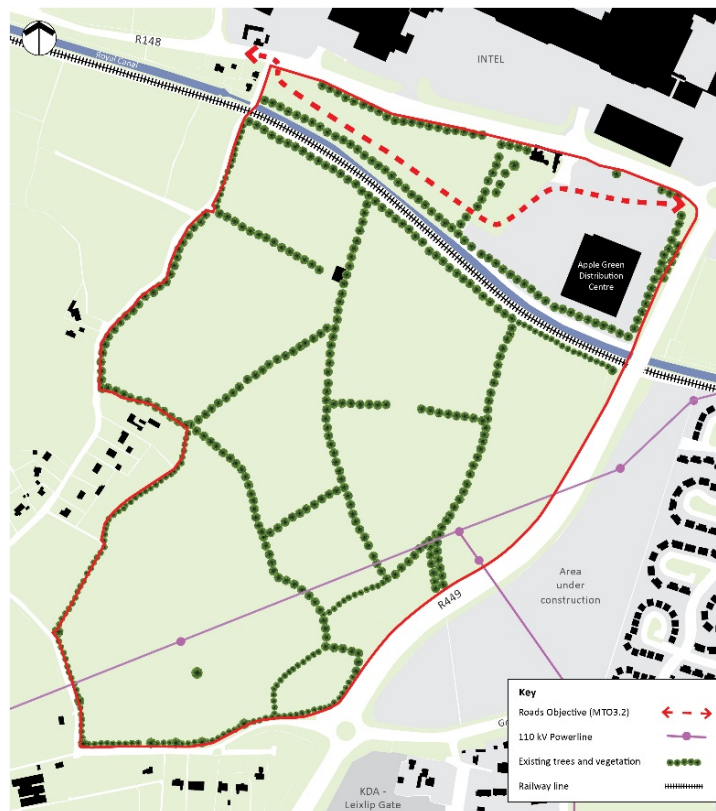 R148
Royal Canal
INTEL
Apple Green
Distribution
Centre
R449
Area
under
construction
KDA -
Leixlip Gate
Key
Roads Objective (MTO3.2)
110 kV Powerline
Existing trees and vegetation
Railway line